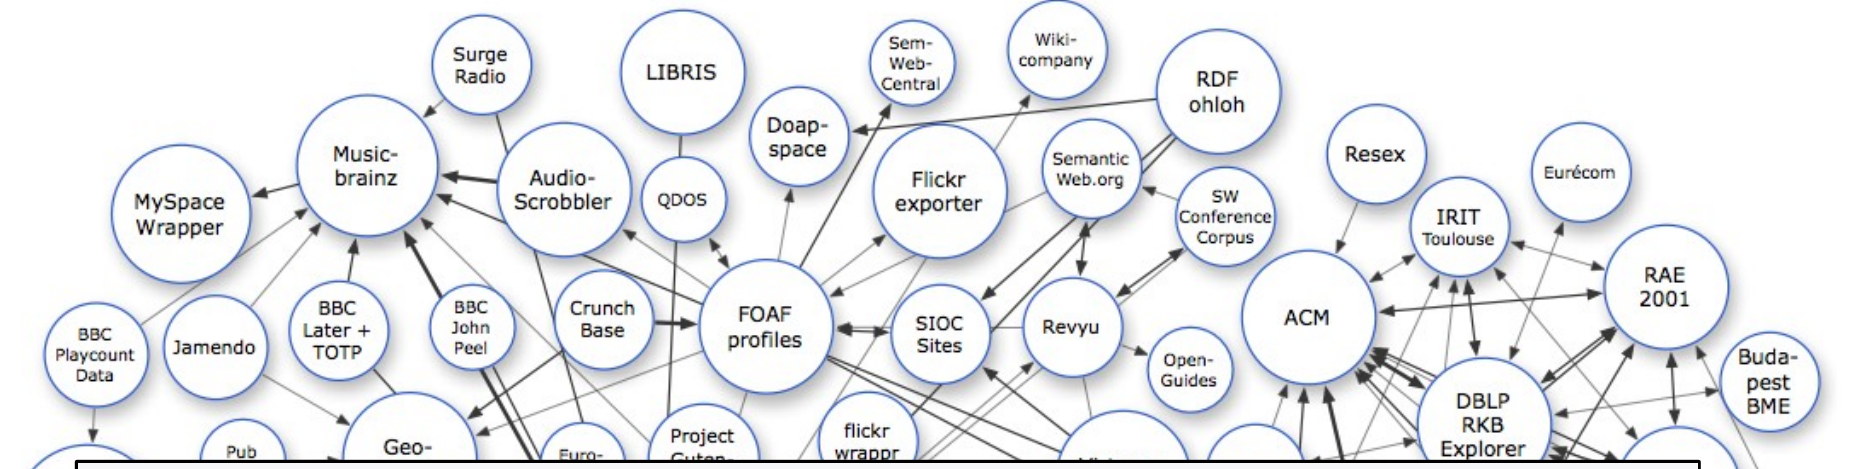 Surge
Radio
LIBRIS
Sem-
Web-
Central
Wiki-
company
RDF
ohloh
Doap-
space
Music-
brainz
MySpace
Wrapper
Audio-
Scrobbler
QDOS
Flickr
exporter
Semantic
Web.org
SW
Conference
Corpus
Resex
Eurécom
IRIT
Toulouse
RAE
2001
ACM
BBC
Playcount
Data
Jamendo
BBC
Later +
TOTP
BBC
John
Peel
Crunch
Base
FOAF
profiles
SIOC
Sites
Revyu
Open-
Guides
DBLP
RKB
Explorer
Buda-
pest
BME
Pub
Geo-
Euro-
Project
Guten-
flickr
wrappr